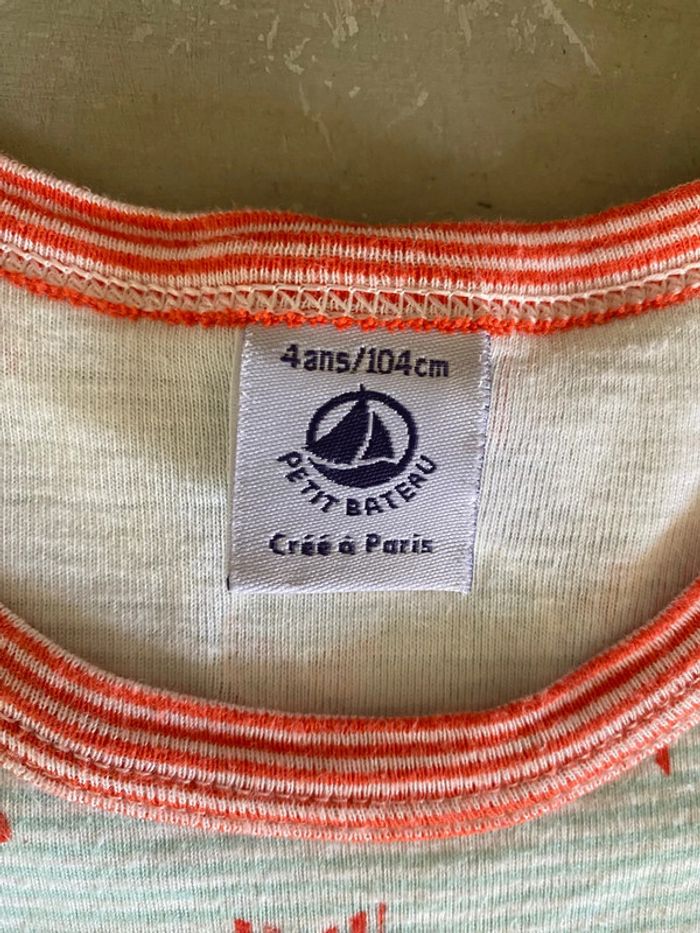 4ans/104cm
PETIT BATEAU
Créé à Paris